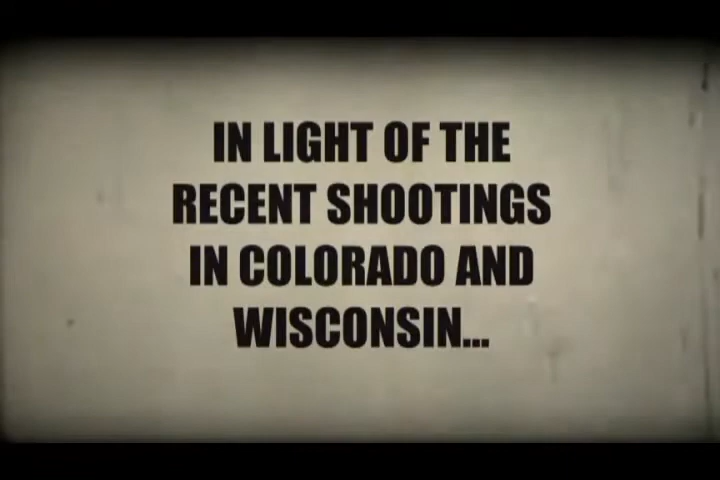 IN LIGHT OF THE
RECENT SHOOTINGS
IN COLORADO AND
WISCONSIN...